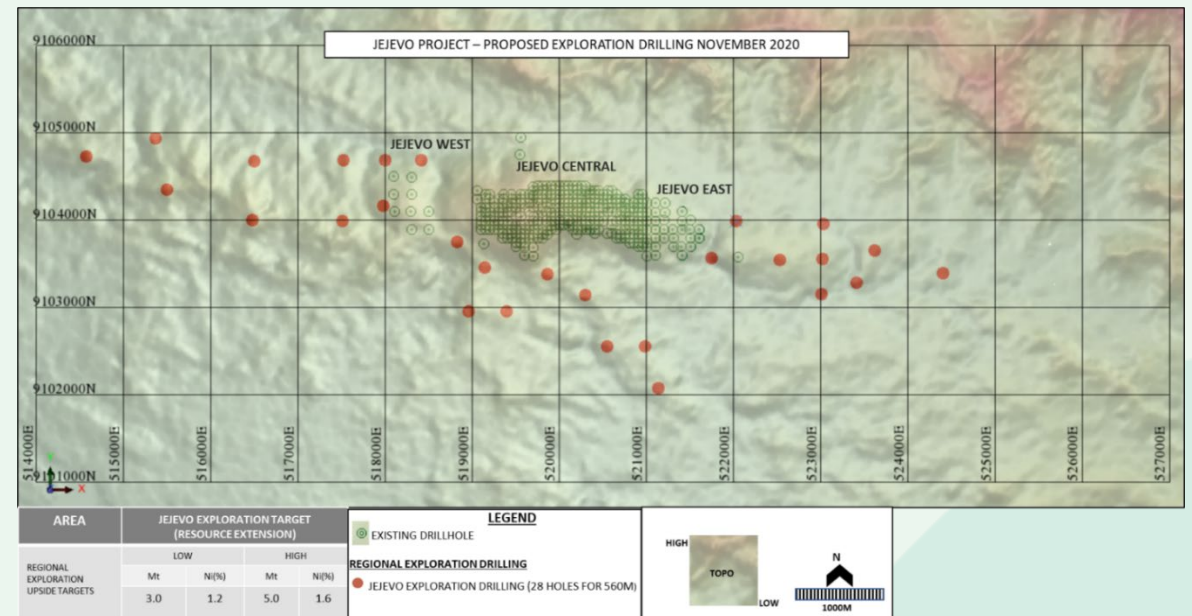 JEJEVO PROJECT – PROPOSED EXPLORATION DRILLING NOVEMBER 2020
9106000N
9105000N
JEJEVO WEST
JEJEVO CENTRAL
JEJEVO EAST
9104000N
9103000N
9102000N
9101000N
514000E
515000E
516000E
517000E
518000E
519000E
520000E
521000E
522000E
523000E
524000E
525000E
526000E
527000E
X
AREA
JEJEVO EXPLORATION TARGET
(RESOURCE EXTENSION)
LOW HIGH
REGIONAL
EXPLORATION
UPSIDE TARGETS
Mt Ni(%) Mt Ni(%)
3.0 1.2 5.0 1.6
LEGEND
EXISTING DRILLHOLE
REGIONAL EXPLORATION DRILLING
JEJEVO EXPLORATION DRILLING (28 HOLES FOR 560M)
HIGH
TOPO
LOW
N
1000M